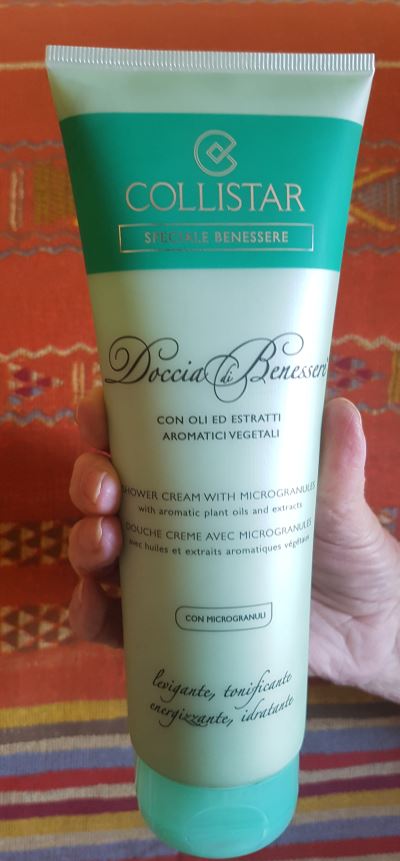 COLLISTAR
SPECIALE BENESSERE
Doccia di Benessere
CON OLI ED ESTRATTI
AROMATICI VEGETALI
SHOWER CREAM WITH MICROGRANULES
with aromatic plant oils and extracts
DOUCHE CREME AVEC MICROGRANULES
avec huiles et extraits aromatiques végétales
CON MICROGRANULI
levigante, tonificante
energizzante, idratante